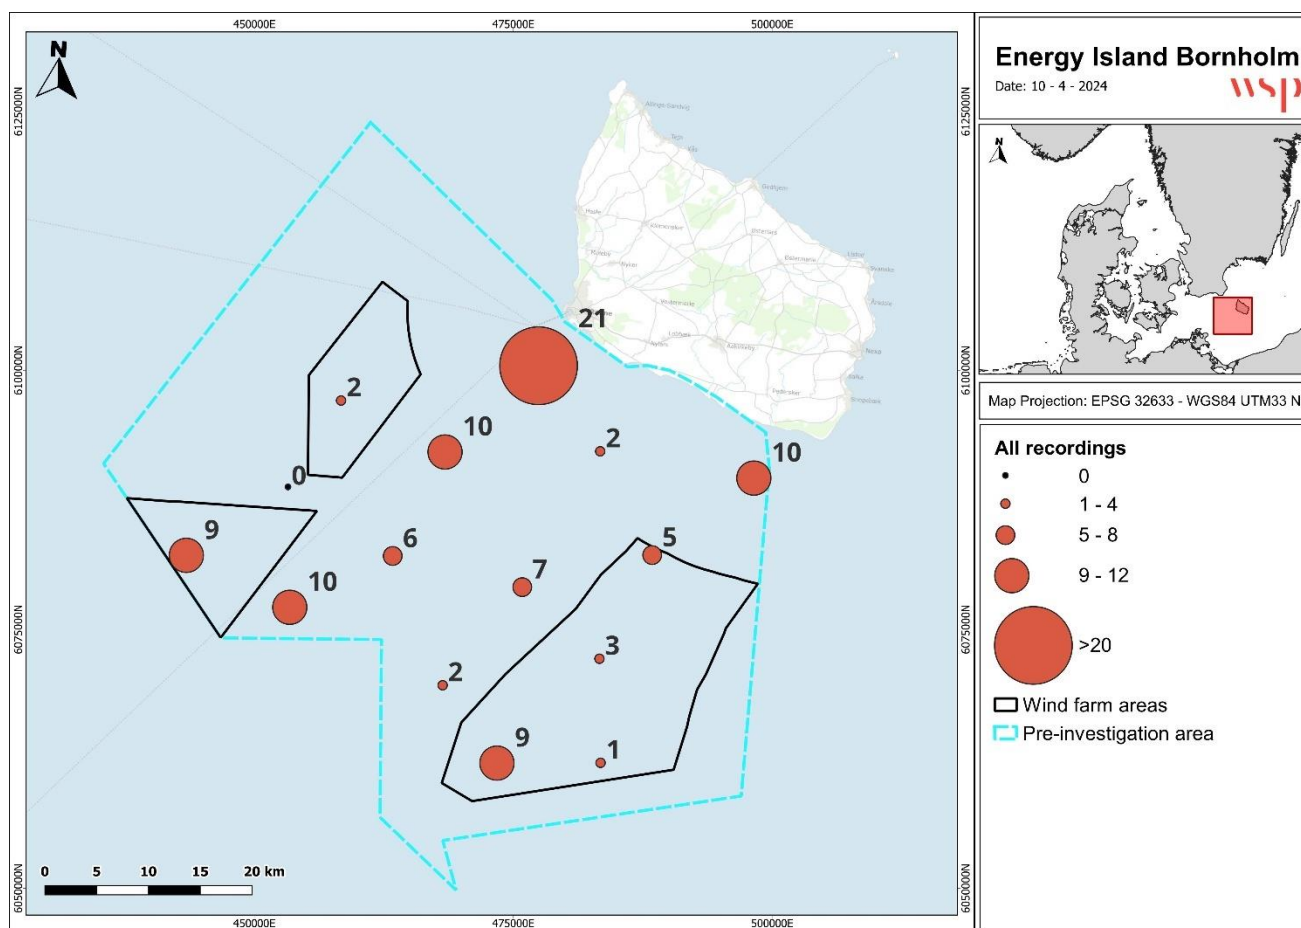 450000E 475000E 500000E
Energy Island Bornholm
Date: 10 - 4 - 2024
wsp
N
6125000N 6125000N
N
21
6100000N 6100000N
2
Map Projection: EPSG 32633 - WGS84 UTM33 N
10 2 10
All recordings
0
0
1 - 4
9 6 5
5 - 8
10 7
9 - 12
6075000N 6075000N
3
>20
2
Wind farm areas
9 1
Pre-investigation area
0 5 10 15 20 km
6050000N 6050000N
450000E 475000E 500000E